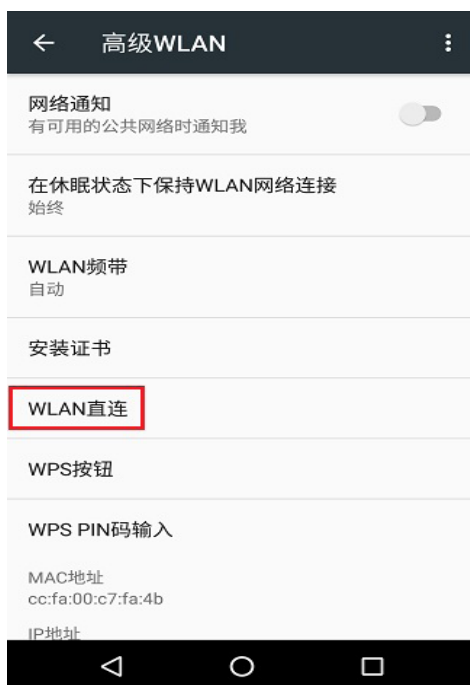 高级WLAN
网络通知
有可用的公共网络时通知我
在休眠状态下保持WLAN网络连接
始终
WLAN频带
自动
安装证书
WLAN直连
WPS按钮
WPS PIN码输入
MAC地址
cc:fa:00:c7:fa:4b
IP地址